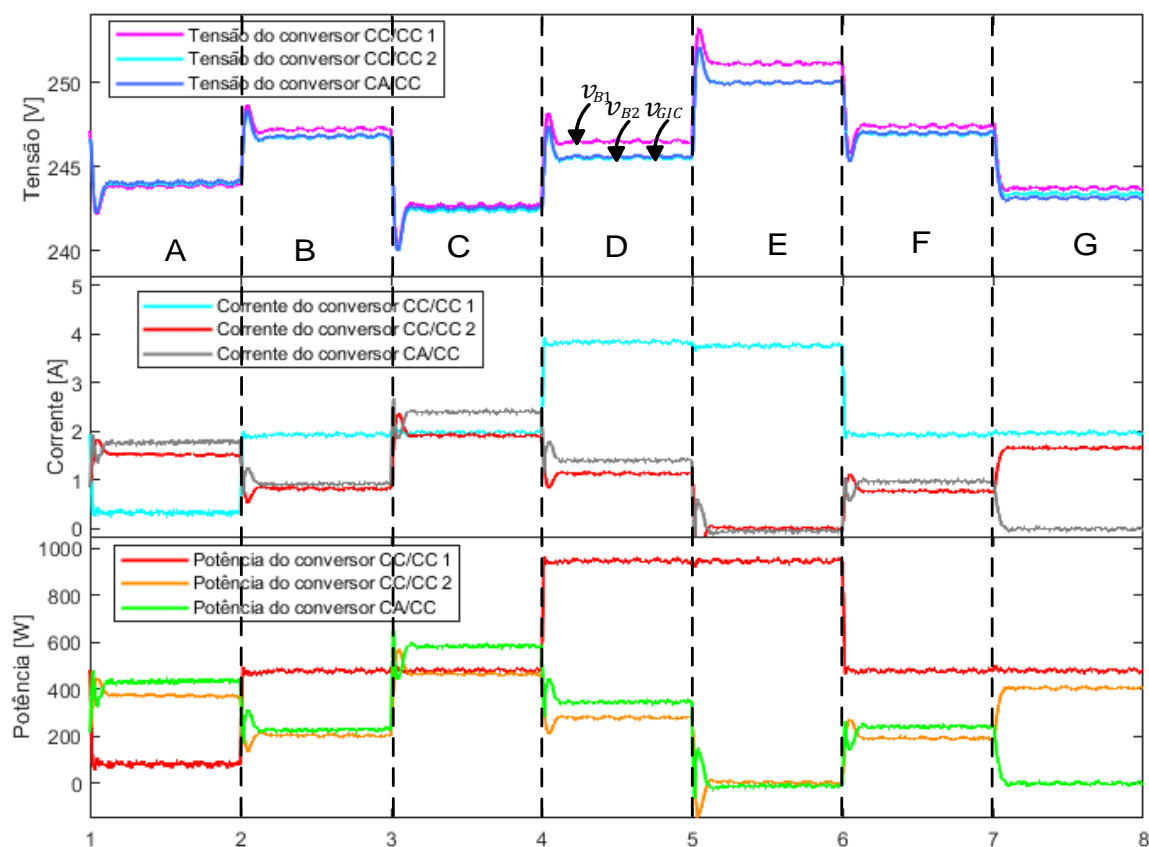 Tensão do conversor CC/CC 1
Tensão do conversor CC/CC 2
Tensão do conversor CA/CC
Tensão [V]
250
245
240
v_B1
v_B2
v_GIC
A
B
C
D
E
F
G
Corrente do conversor CC/CC 1
Corrente do conversor CC/CC 2
Corrente do conversor CA/CC
Corrente [A]
5
4
3
2
1
0
Potência do conversor CC/CC 1
Potência do conversor CC/CC 2
Potência do conversor CA/CC
Potência [W]
1000
800
600
400
200
0
1 2 3 4 5 6 7 8